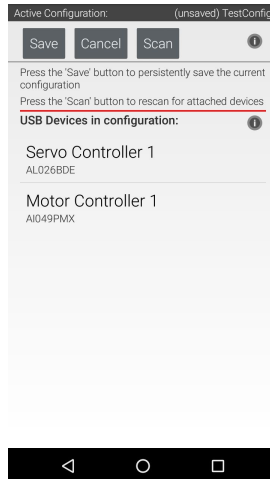 Active Configuration: (unsaved) TestConfig
Save Cancel Scan
Press the 'Save' button to persistently save the current
configuration
Press the 'Scan' button to rescan for attached devices
USB Devices in configuration:
Servo Controller 1
AL026BDE
Motor Controller 1
AI049PMX